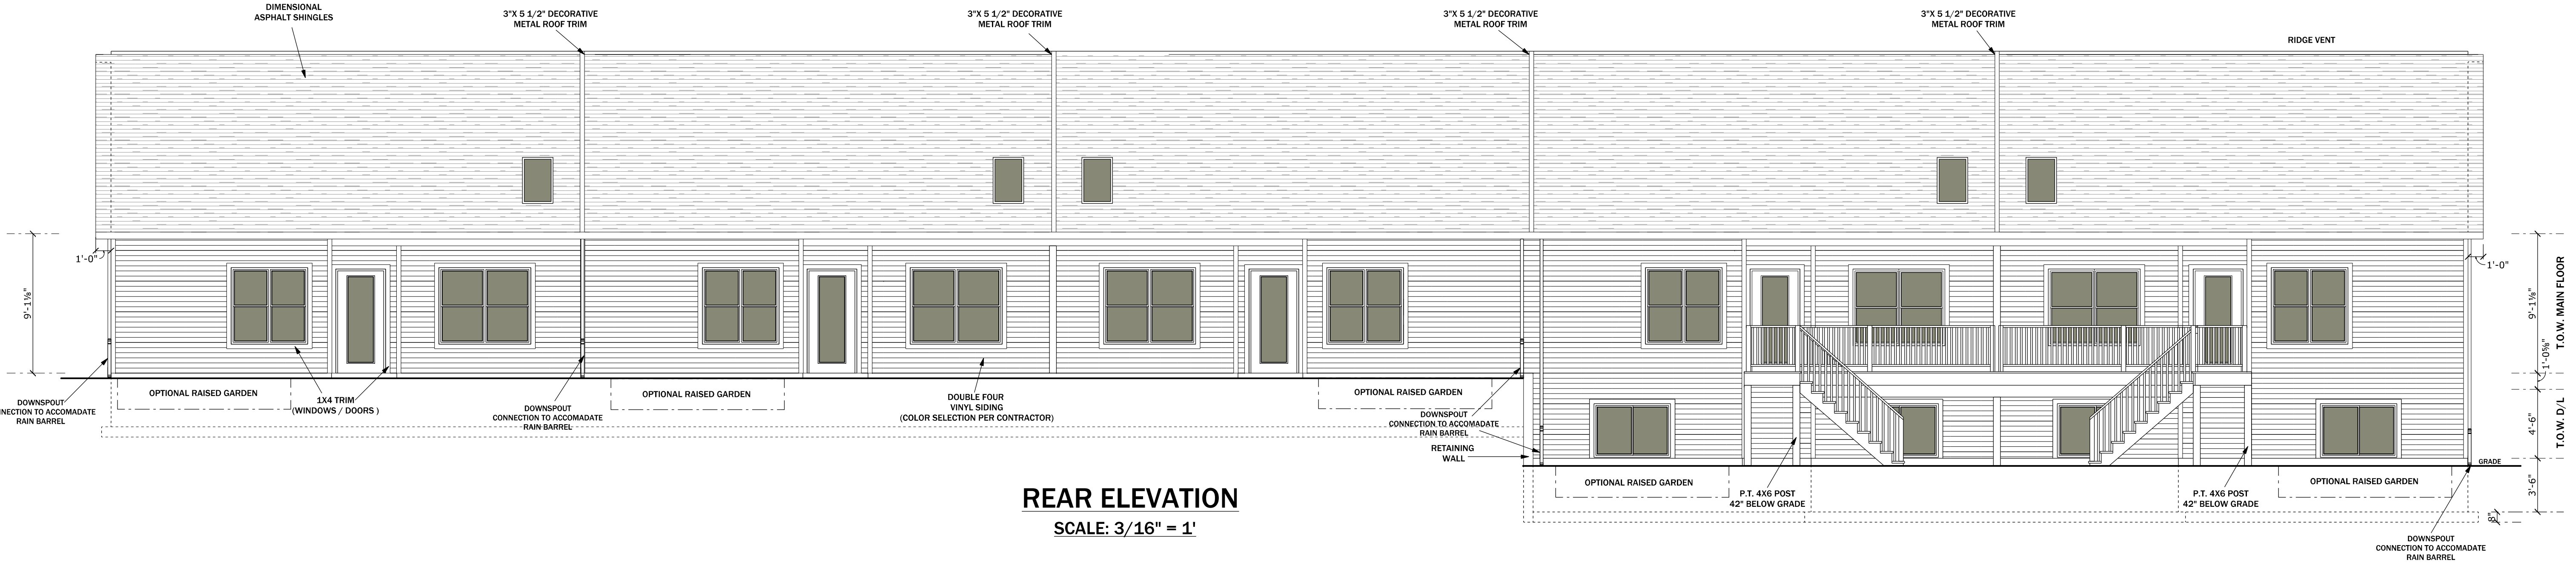 DIMENSIONAL
ASPHALT SHINGLES
3"X 5 1/2" DECORATIVE
METAL ROOF TRIM
3"X 5 1/2" DECORATIVE
METAL ROOF TRIM
3"X 5 1/2" DECORATIVE
METAL ROOF TRIM
3"X 5 1/2" DECORATIVE
METAL ROOF TRIM
RIDGE VENT
1'-0"
9'-1⅛"
1'-0"
9'-1⅛"
T.O.W. MAIN FLOOR
1'-0⅝"
4'-6"
T.O.W. D/L
3'-6"
8"
OPTIONAL RAISED GARDEN
1X4 TRIM
(WINDOWS / DOORS )
DOWNSPOUT
NNECTION TO ACCOMADATE
RAIN BARREL
DOWNSPOUT
CONNECTION TO ACCOMADATE
RAIN BARREL
OPTIONAL RAISED GARDEN
DOUBLE FOUR
VINYL SIDING
(COLOR SELECTION PER CONTRACTOR)
OPTIONAL RAISED GARDEN
DOWNSPOUT
CONNECTION TO ACCOMADATE
RAIN BARREL
RETAINING
WALL
GRADE
OPTIONAL RAISED GARDEN
P.T. 4X6 POST
42" BELOW GRADE
P.T. 4X6 POST
42" BELOW GRADE
OPTIONAL RAISED GARDEN
REAR ELEVATION
SCALE: 3/16" = 1'
DOWNSPOUT
CONNECTION TO ACCOMADATE
RAIN BARREL